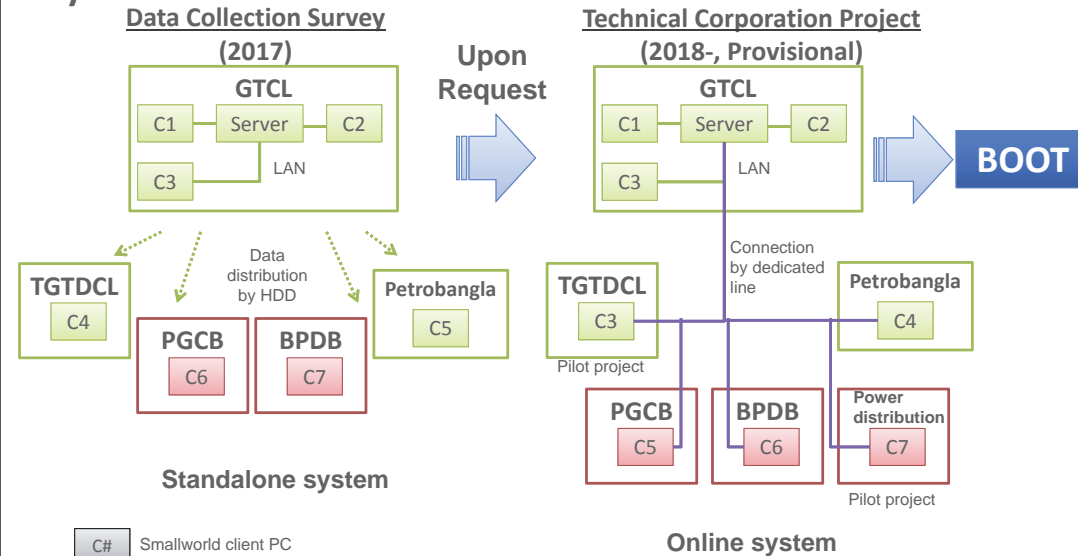 Data Collection Survey
(2017)
GTCL
C1
Server
C2
C3
LAN
Data
distribution
by HDD
TGTDCL
C4
PGCB
C6
BPDB
C7
Petrobangla
C5
Standalone system
C#
Smallworld client PC
Upon
Request
Technical Corporation Project
(2018-, Provisional)
GTCL
C1
Server
C2
C3
LAN
Connection
by dedicated
line
TGTDCL
C3
Pilot project
Petrobangla
C4
PGCB
C5
BPDB
C6
Power
distribution
C7
Pilot project
Online system
BOOT